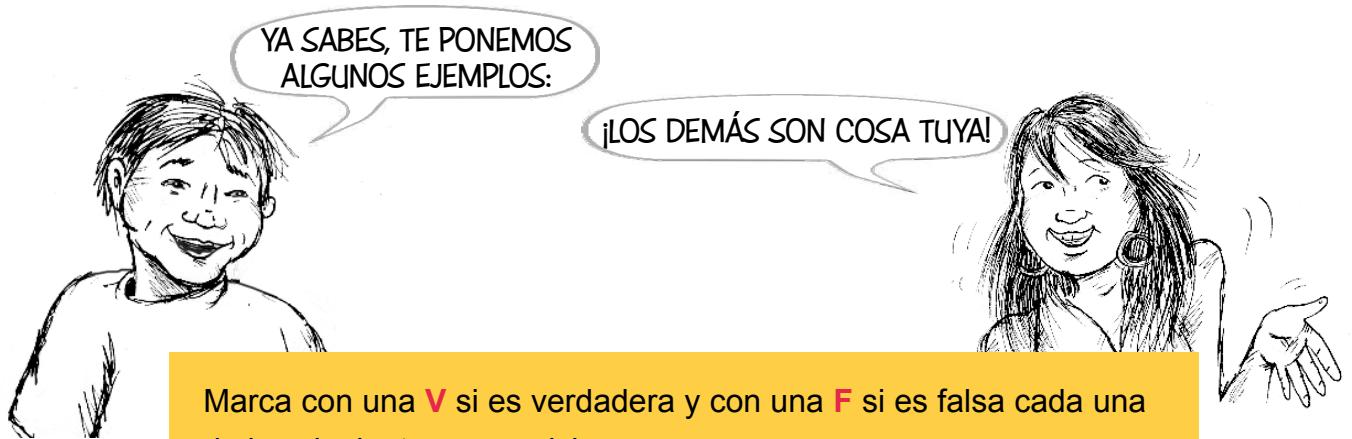 YA SABES, TE PONEMOS
ALGUNOS EJEMPLOS:
¡LOS DEMÁS SON COSA TUYA!
Marca con una V si es verdadera y con una F si es falsa cada una